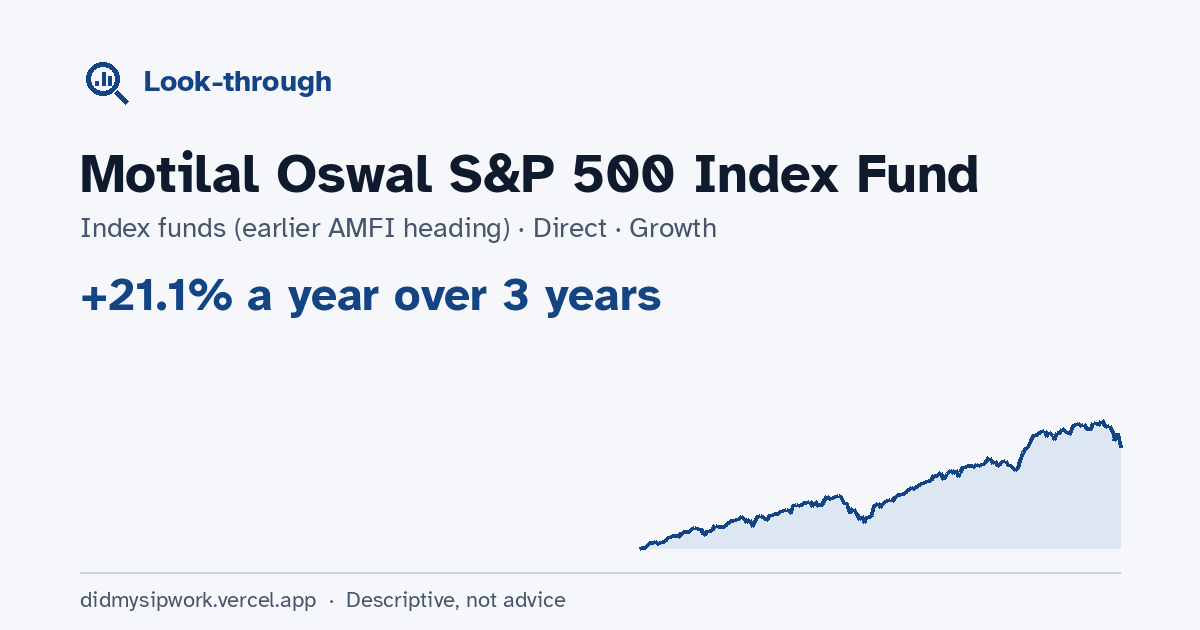 Look-through
Motilal Oswal S&P 500 Index Fund
Index funds (earlier AMFI heading) · Direct · Growth
+21.1% a year over 3 years
didmysipwork.vercel.app · Descriptive, not advice